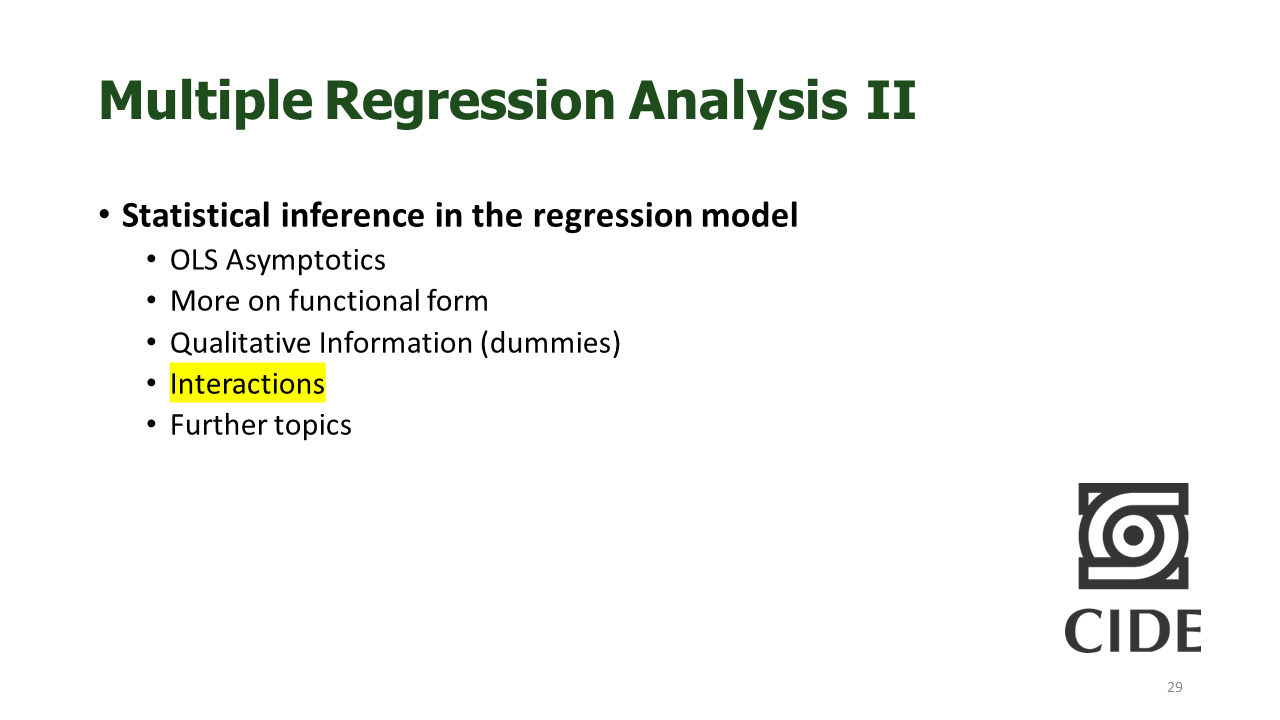 Multiple Regression Analysis II
• Statistical inference in the regression model
• OLS Asymptotics
• More on functional form
• Qualitative Information (dummies)
• Interactions
• Further topics
CIDE
29